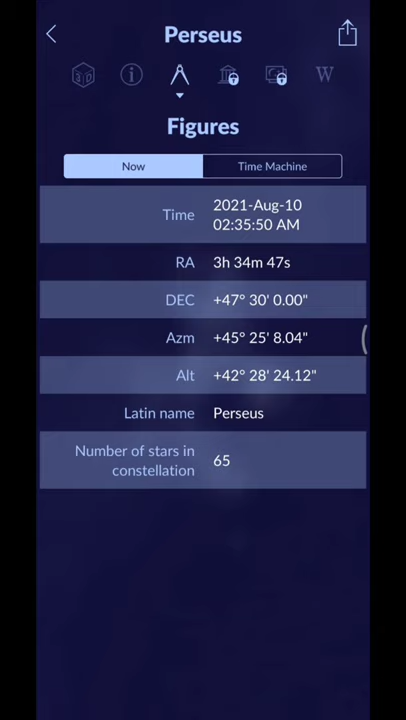 Perseus
3D
W
Figures
Now Time Machine
Time 2021-Aug-10
02:35:50 AM
RA 3h 34m 47s
DEC +47° 30' 0.00"
Azm +45° 25' 8.04"
Alt +42° 28' 24.12"
Latin name Perseus
Number of stars in
constellation 65